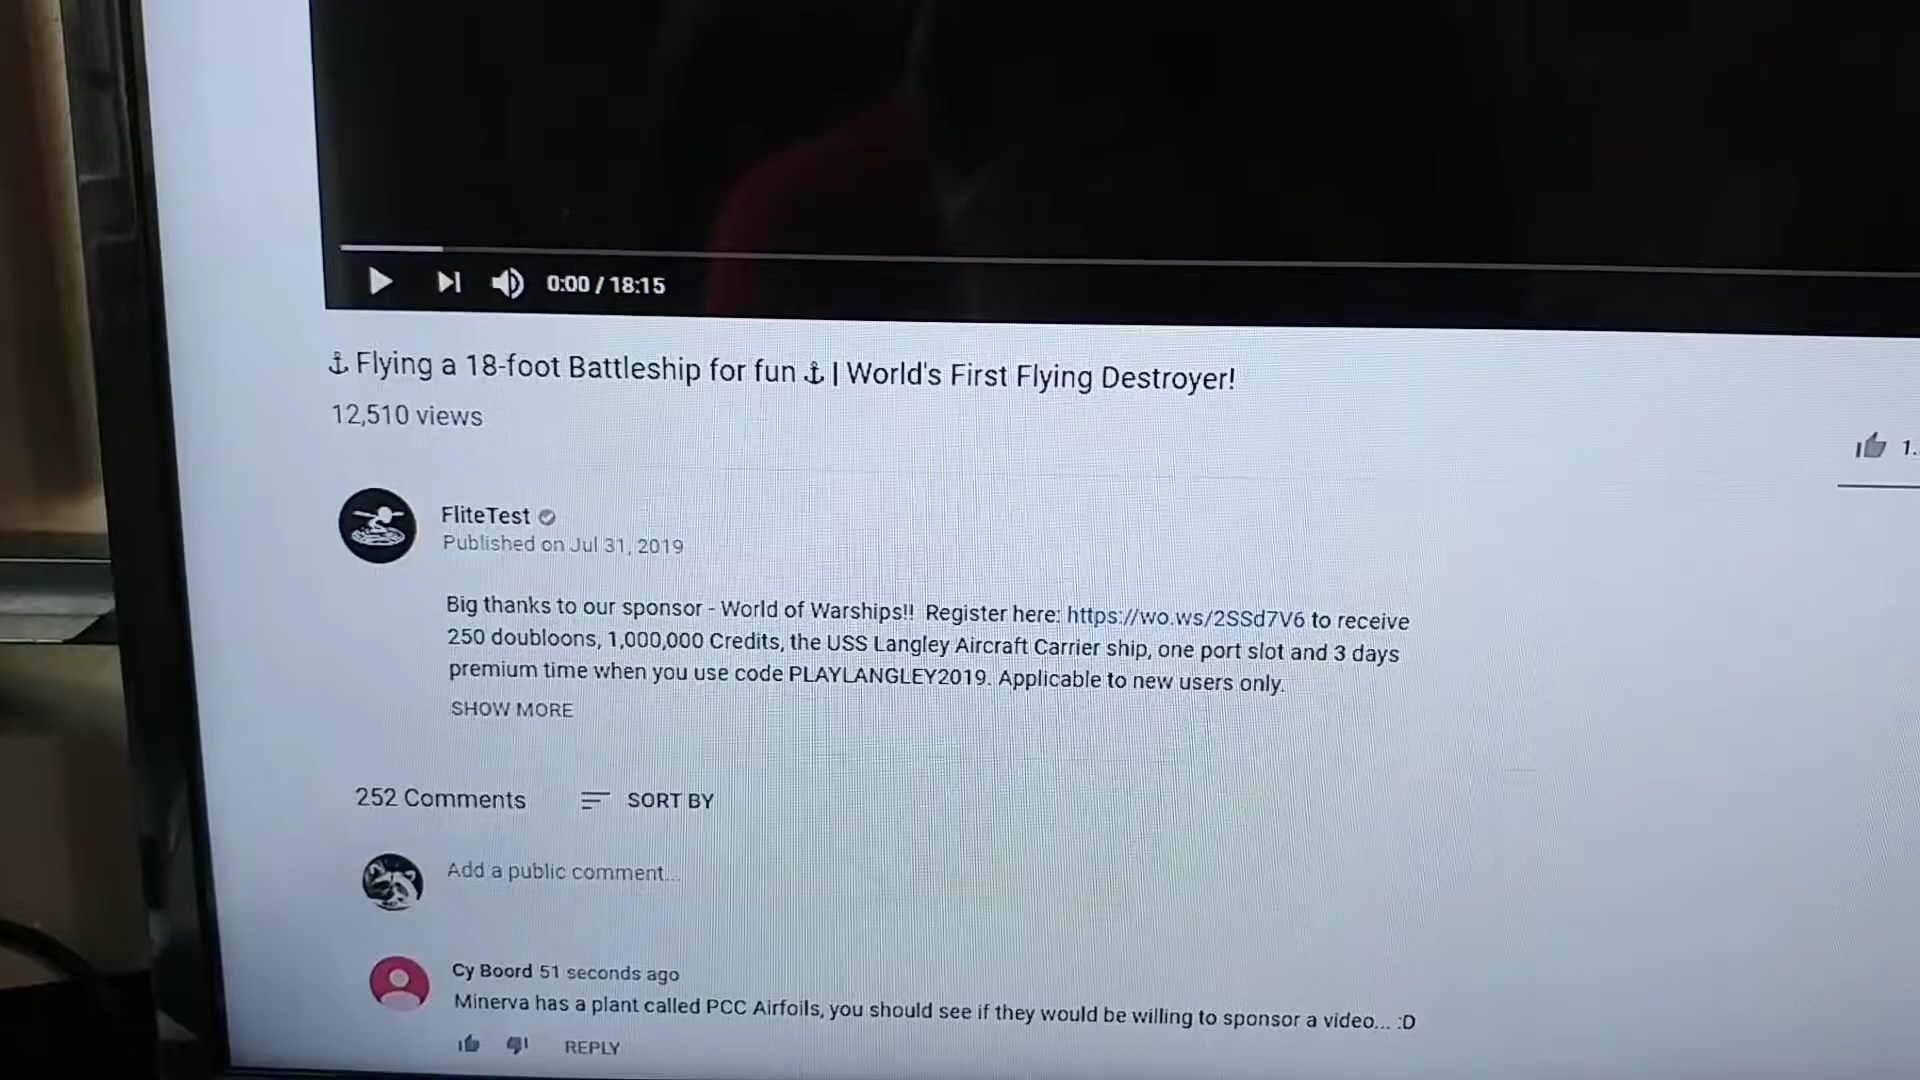 0:00 / 18:15
⚓ Flying a 18-foot Battleship for fun ⚓ | World's First Flying Destroyer!
12,510 views
1.
FliteTest
Published on Jul 31, 2019
Big thanks to our sponsor - World of Warships!! Register here: https://wo.ws/2SSd7V6 to receive
250 doubloons, 1,000,000 Credits, the USS Langley Aircraft Carrier ship, one port slot and 3 days
premium time when you use code PLAYLANGLEY2019. Applicable to new users only.
SHOW MORE
252 Comments SORT BY
Add a public comment...
Cy Boord 51 seconds ago
Minerva has a plant called PCC Airfoils, you should see if they would be willing to sponsor a video... :D
REPLY